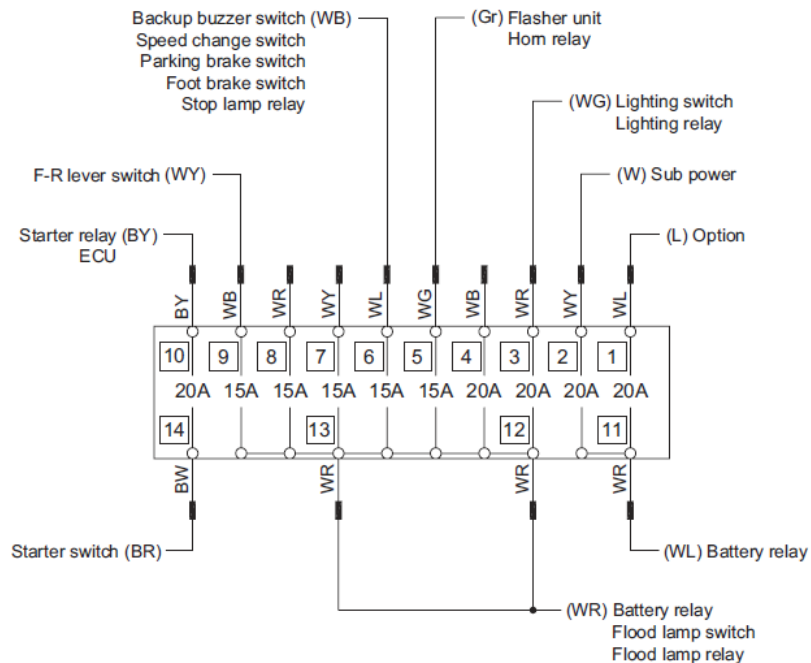 Backup buzzer switch (WB)
Speed change switch
Parking brake switch
Foot brake switch
Stop lamp relay
(Gr) Flasher unit
Horn relay
(WG) Lighting switch
Lighting relay
F-R lever switch (WY)
(W) Sub power
Starter relay (BY)
ECU
(L) Option
BY WB WR WY WL WG WB WR WY WL
10 9 8 7 6 5 4 3 2 1
20A 15A 15A 15A 15A 15A 20A 20A 20A 20A
14 13 12 11
BW WR WR WR
Starter switch (BR)
(WL) Battery relay
(WR) Battery relay
Flood lamp switch
Flood lamp relay